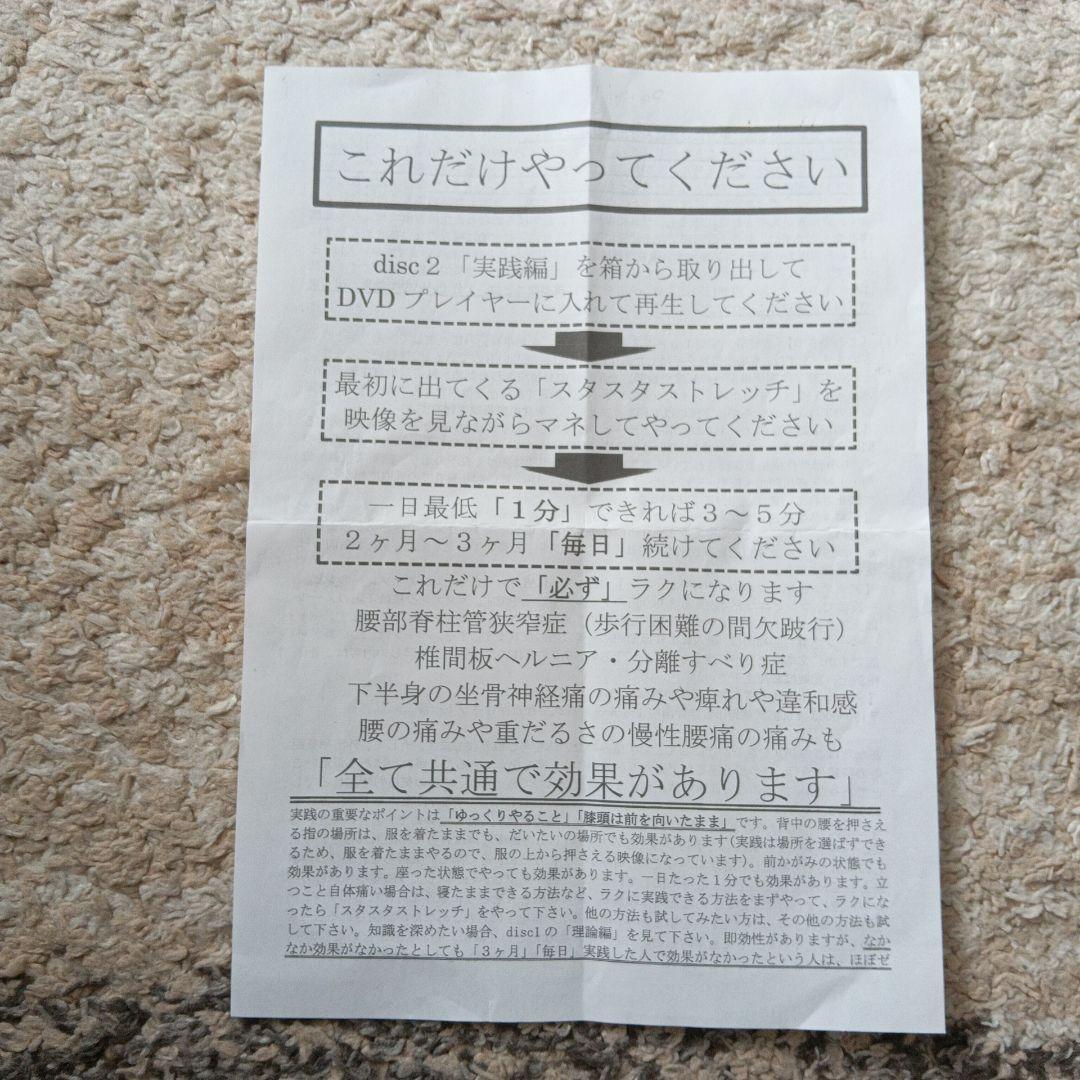 これだけやってください
disc２「実践編」を箱から取り出して
DVDプレイヤーに入れて再生してください
最初に出てくる「スタスタストレッチ」を
映像を見ながらマネしてやってください
一日最低「１分」できれば３～５分
２ヶ月～３ヶ月「毎日」続けてください
これだけで「必ず」ラクになります
腰部脊柱管狭窄症（歩行困難の間欠跛行）
椎間板ヘルニア・分離すべり症
下半身の坐骨神経痛の痛みや痺れや違和感
腰の痛みや重だるさの慢性腰痛の痛みも
「全て共通で効果があります」
実践の重要なポイントは「ゆっくりやること」「膝頭は前を向いたまま」です。背中の腰を押さえ
る指の場所は、服を着たままでも、だいたいの場所でも効果があります(実践は場所を選ばずでき
るため、服を着たままやるので、服の上から押さえる映像になっています)。前かがみの状態でも
効果があります。座った状態でやっても効果があります。一日たった１分でも効果があります。立
つこと自体痛い場合は、寝たままできる方法など、ラクに実践できる方法をまずやって、ラクにな
ったら「スタスタストレッチ」をやって下さい。他の方法も試してみたい方は、その他の方法も試
して下さい。知識を深めたい場合、disc1の「理論編」を見て下さい。即効性がありますが、なか
なか効果がなかったとしても「３ヶ月」「毎日」実践した人で効果がなかったという人は、ほぼぜ